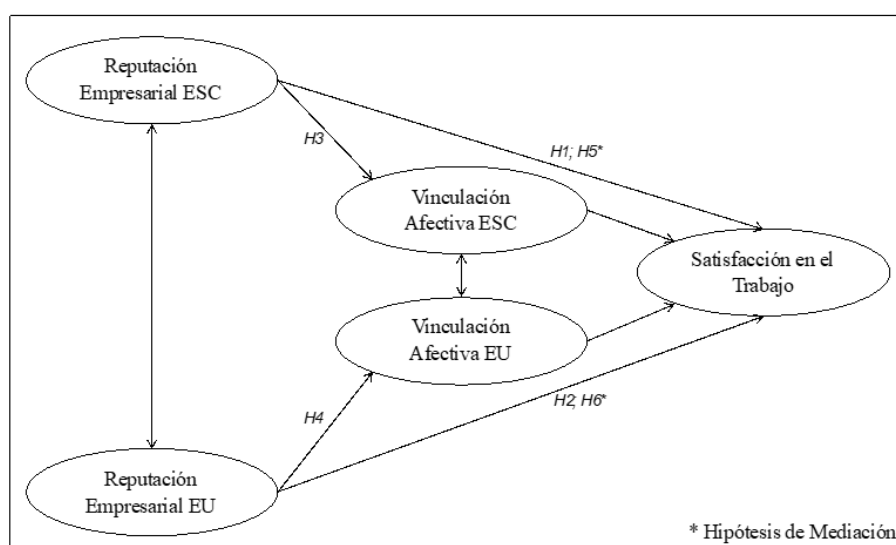 Reputación
Empresarial ESC
H3
H1; H5*
Vinculación
Afectiva ESC
Satisfacción en el
Trabajo
Vinculación
Afectiva EU
H4
H2; H6*
Reputación
Empresarial EU
* Hipótesis de Mediación